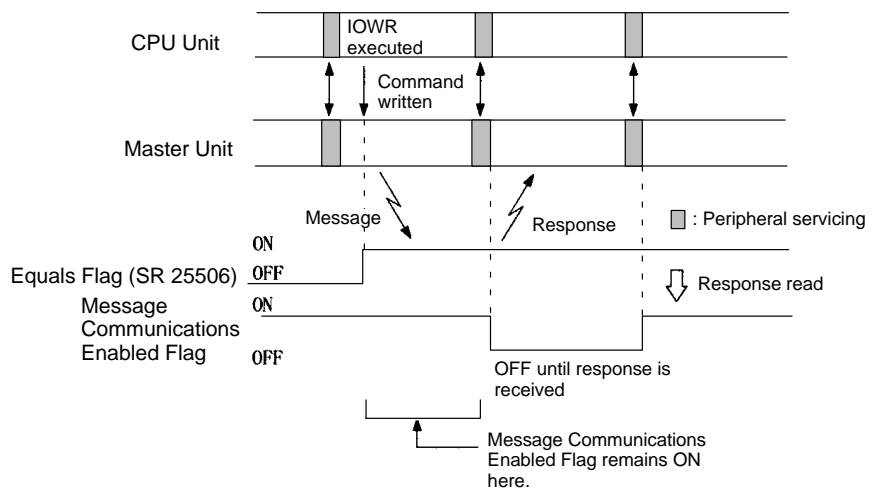 CPU Unit
IOWR
executed
Command
written
Master Unit
Message
Response
: Peripheral servicing
ON
Equals Flag (SR 25506)
OFF
Response read
Message
Communications
Enabled Flag
ON
OFF
OFF until response is
received
Message Communications
Enabled Flag remains ON
here.